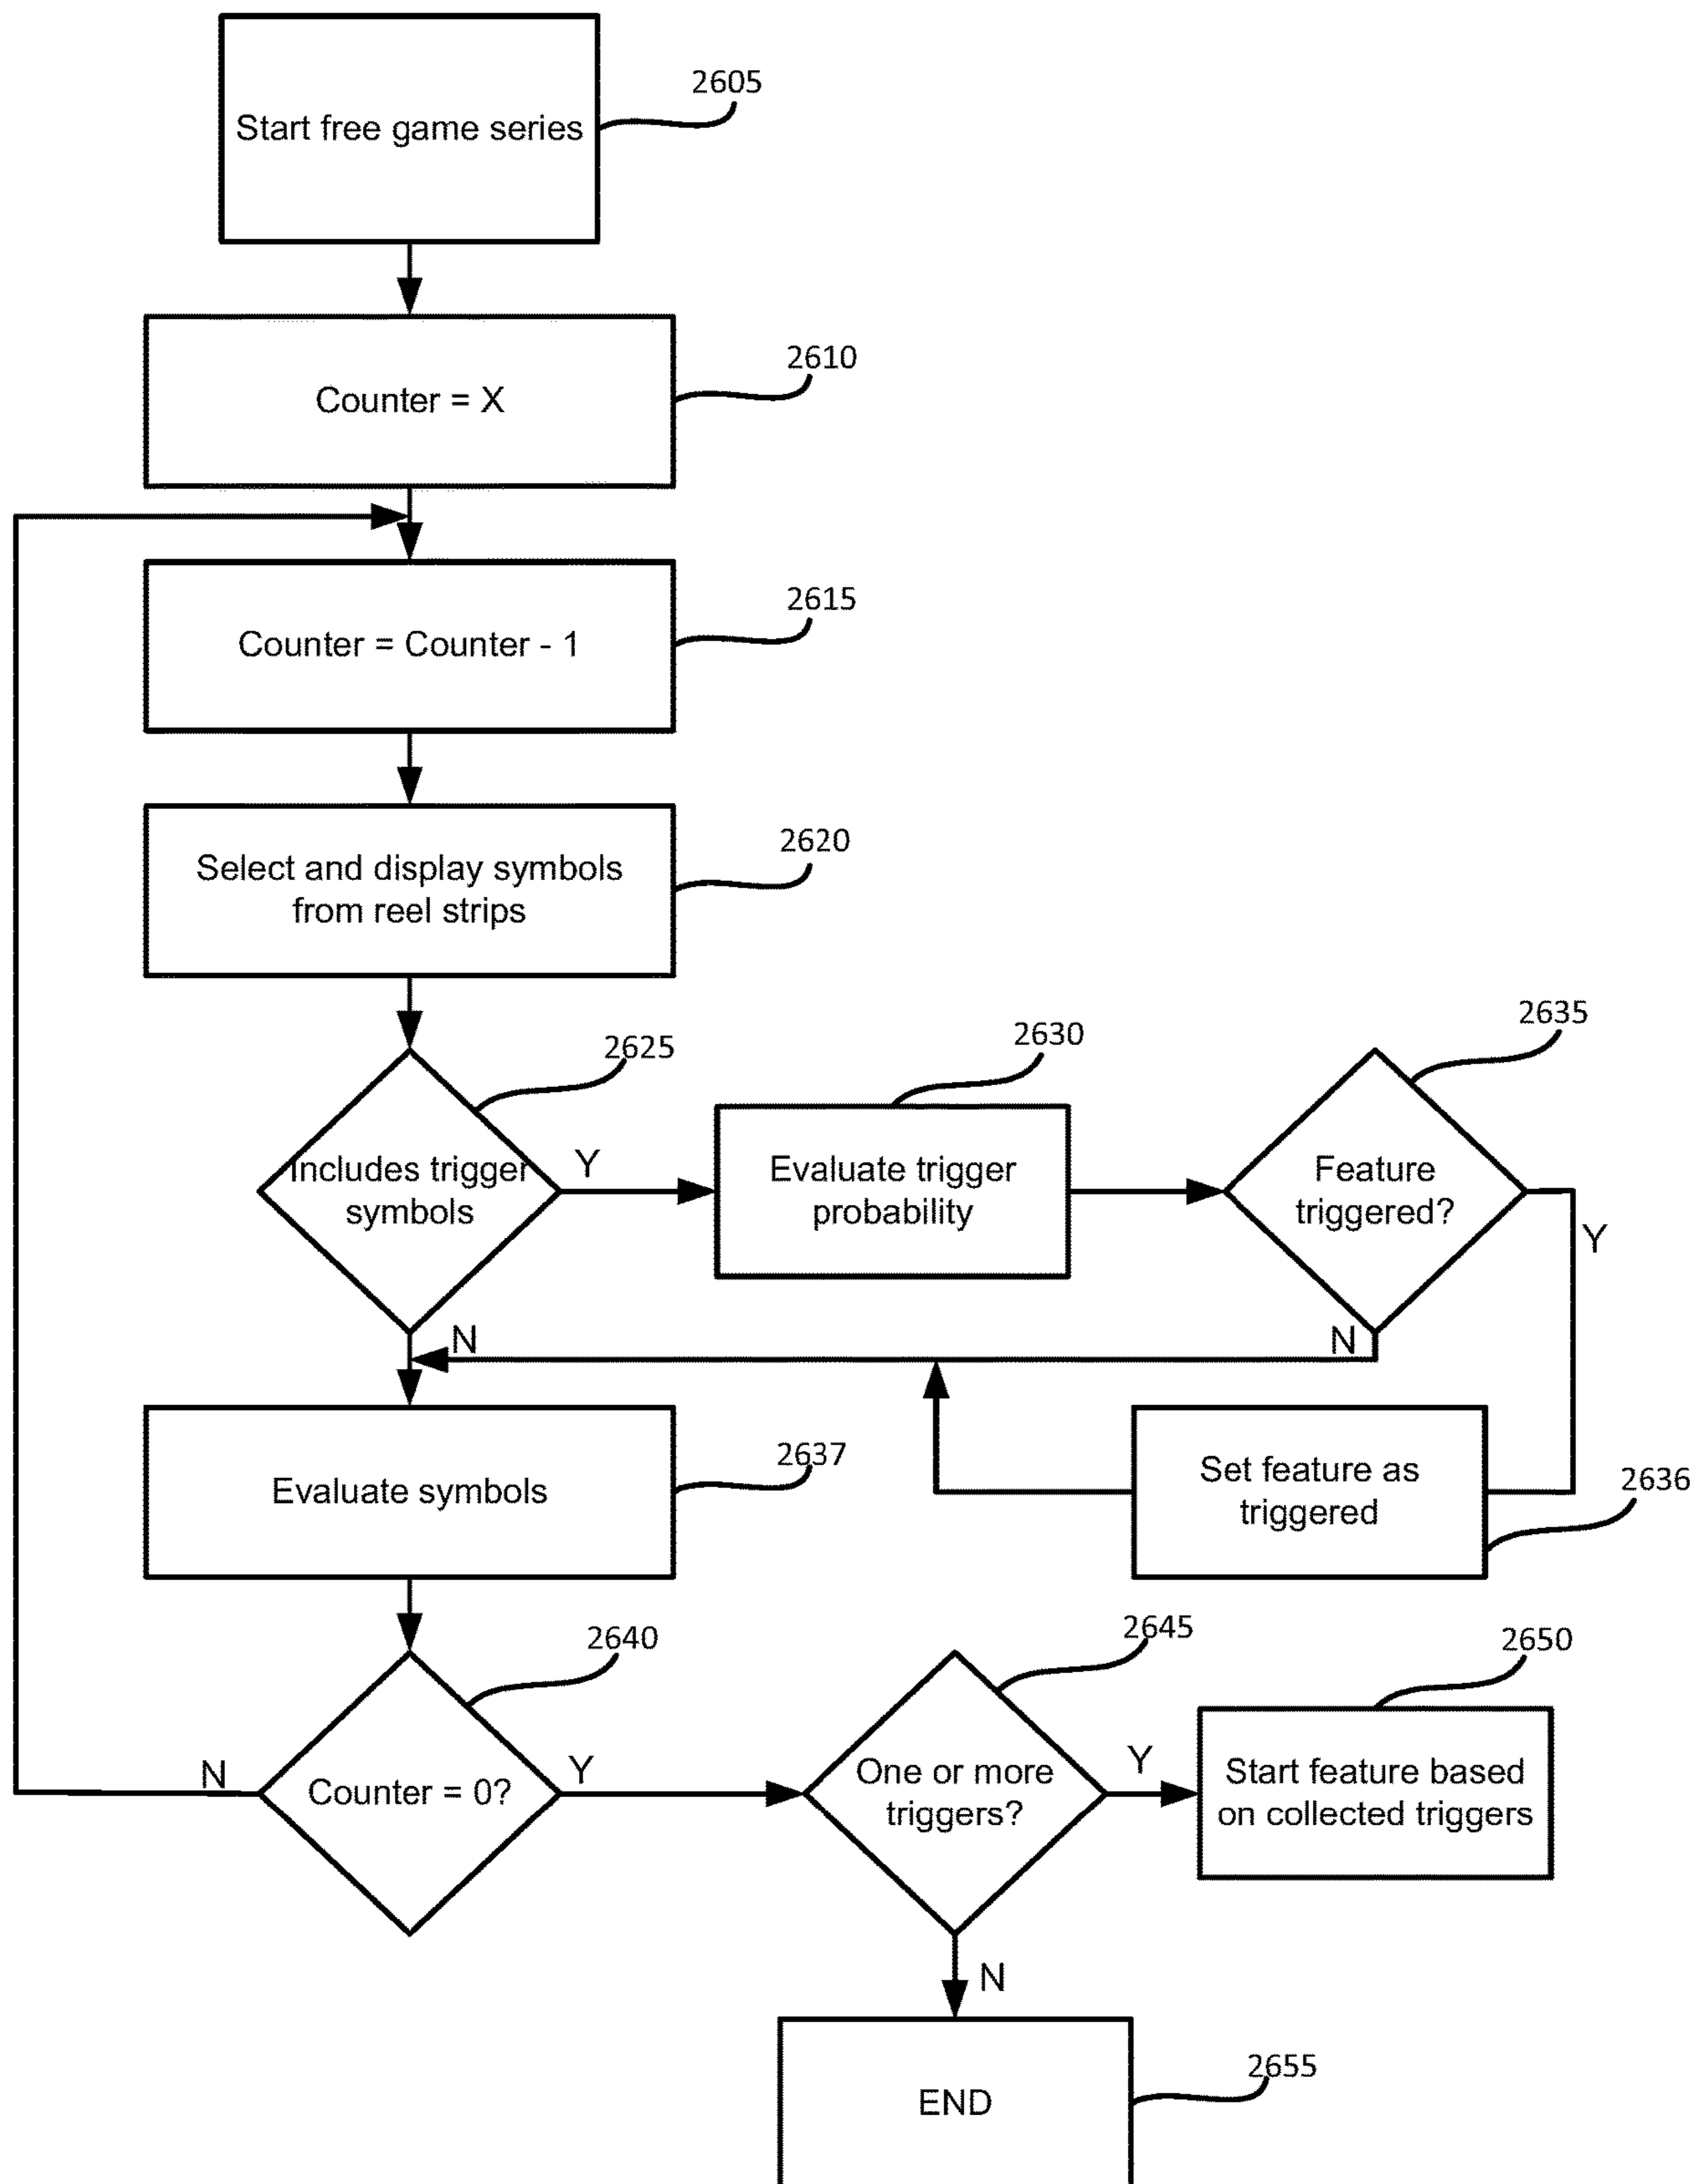 2605
Start free game series
2610
Counter = X
2615
Counter = Counter - 1
2620
Select and display symbols
from reel strips
2625
Includes trigger
symbols
Y
2630
Evaluate trigger
probability
2635
Feature
triggered?
Y
N
N
2636
Set feature as
triggered
2637
Evaluate symbols
2640
Counter = 0?
N
Y
2645
One or more
triggers?
Y
N
2650
Start feature based
on collected triggers
2655
END